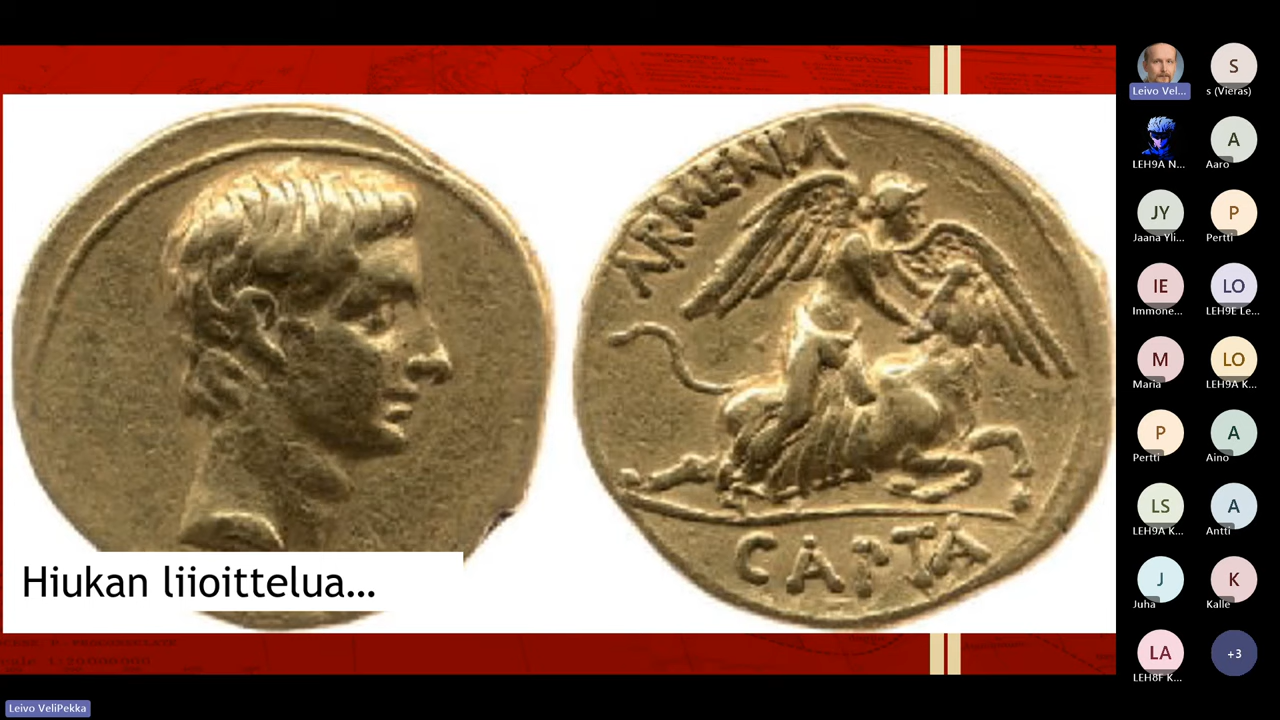 ARMENIA
CAPTA
Hiukan liioittelua...
Leivo Vel...
S
s (Vieras)
LEH9A N...
A
Aaro
JY
Jaana Yli...
P
Pertti
IE
Immone...
LO
LEH9E Le...
M
Maria
LO
LEH9A K...
P
Pertti
A
Aino
LS
LEH9A K...
A
Antti
J
Juha
K
Kalle
LA
LEH8F K...
+3
Leivo VeliPekka